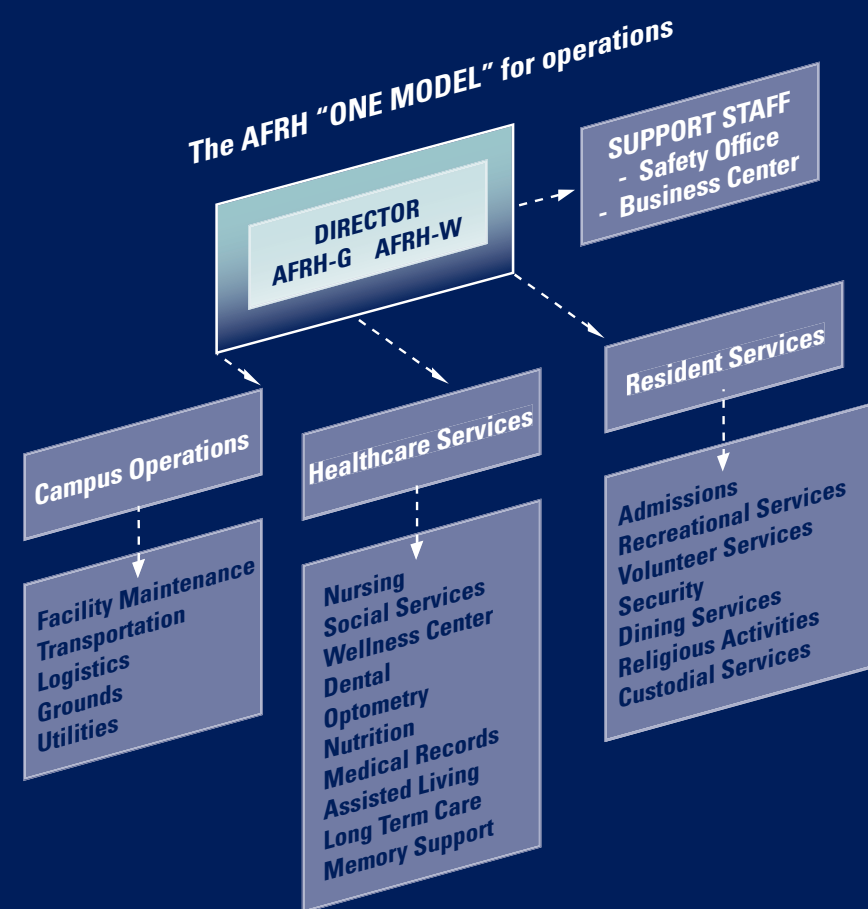 The AFRH “ONE MODEL” for operations
DIRECTOR
AFRH-G AFRH-W
SUPPORT STAFF
- Safety Office
- Business Center
Campus Operations
Facility Maintenance
Transportation
Logistics
Grounds
Utilities
Healthcare Services
Nursing
Social Services
Wellness Center
Dental
Optometry
Nutrition
Medical Records
Assisted Living
Long Term Care
Memory Support
Resident Services
Admissions
Recreational Services
Volunteer Services
Security
Dining Services
Religious Activities
Custodial Services